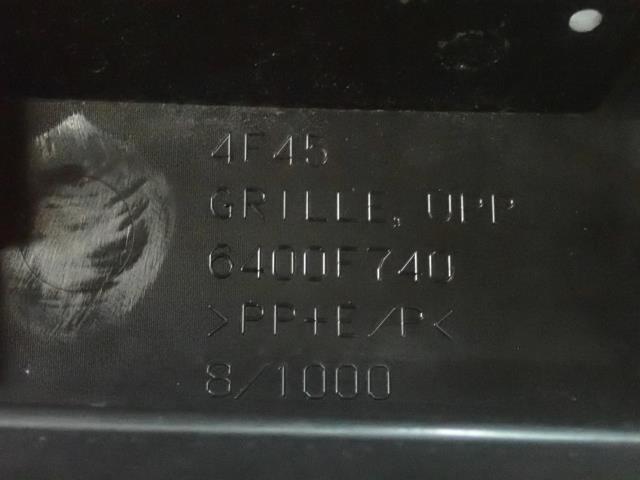 4F45
GRILLE, UPP
6400F740
>PP+E/P<
8/1000